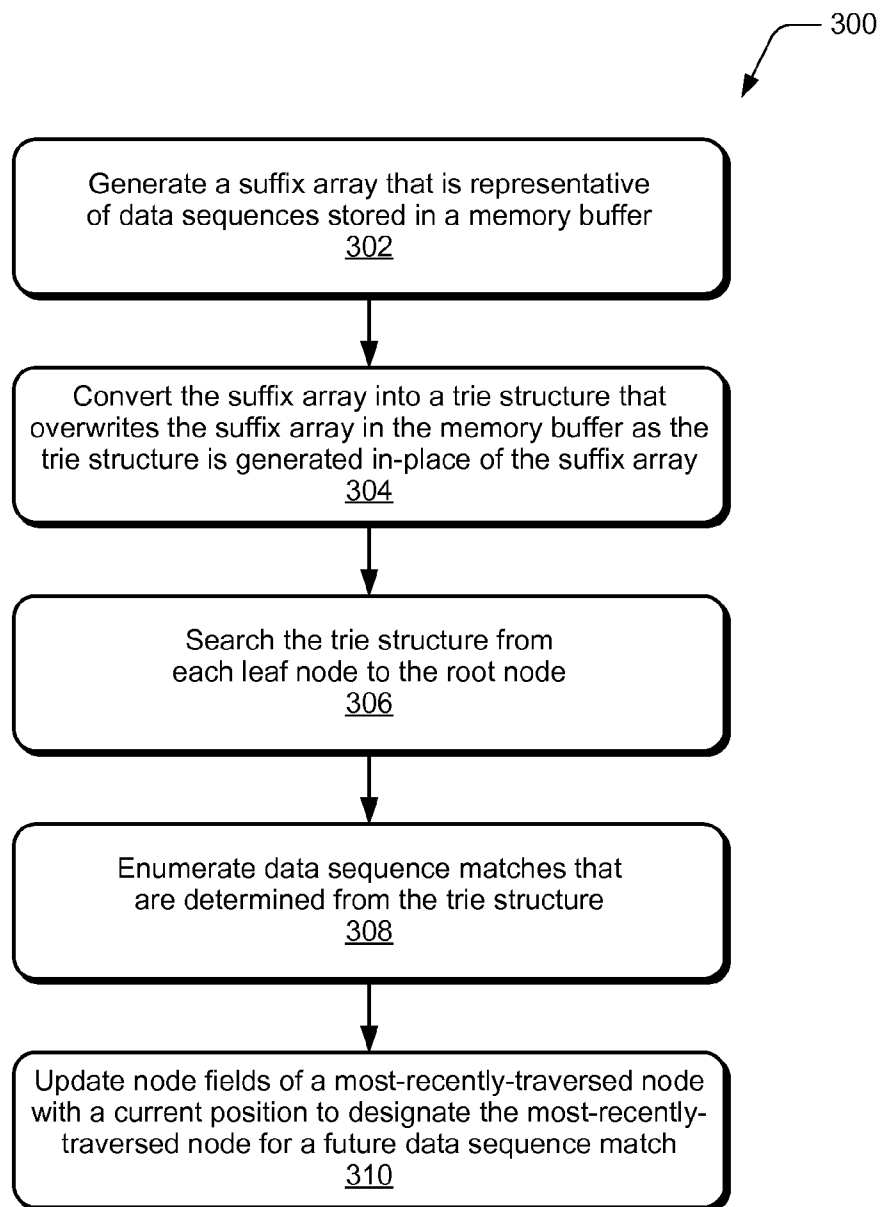 300
Generate a suffix array that is representative
of data sequences stored in a memory buffer
302
Convert the suffix array into a trie structure that
overwrites the suffix array in the memory buffer as the
trie structure is generated in-place of the suffix array
304
Search the trie structure from
each leaf node to the root node
306
Enumerate data sequence matches that
are determined from the trie structure
308
Update node fields of a most-recently-traversed node
with a current position to designate the most-recently-
traversed node for a future data sequence match
310